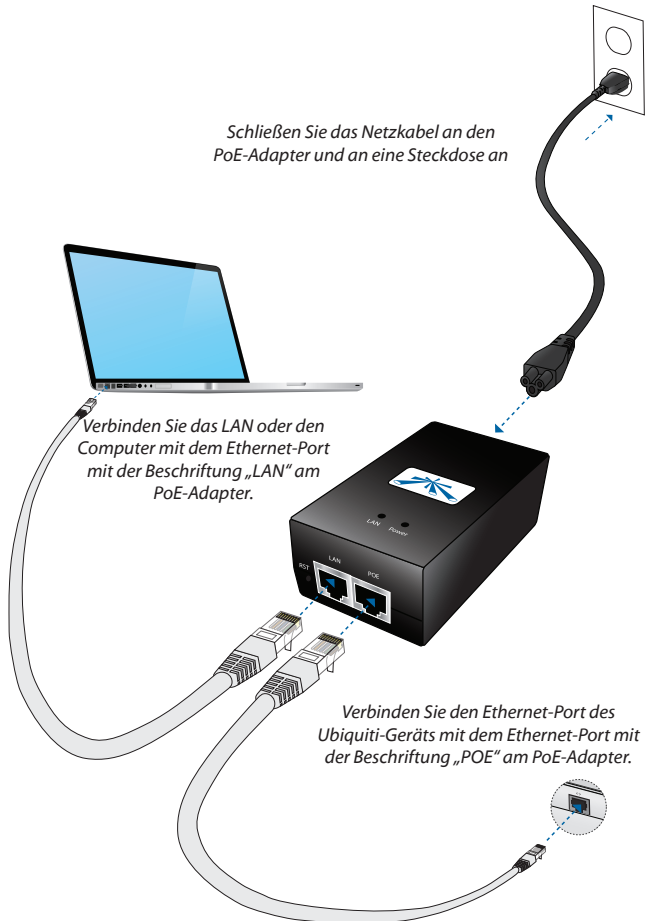 Schließen Sie das Netzkabel an den
PoE-Adapter und an eine Steckdose an
Verbinden Sie das LAN oder den
Computer mit dem Ethernet-Port
mit der Beschriftung „LAN“ am
PoE-Adapter.
LAN Power
RST LAN POE
Verbinden Sie den Ethernet-Port des
Ubiquiti-Geräts mit dem Ethernet-Port mit
der Beschriftung „POE“ am PoE-Adapter.